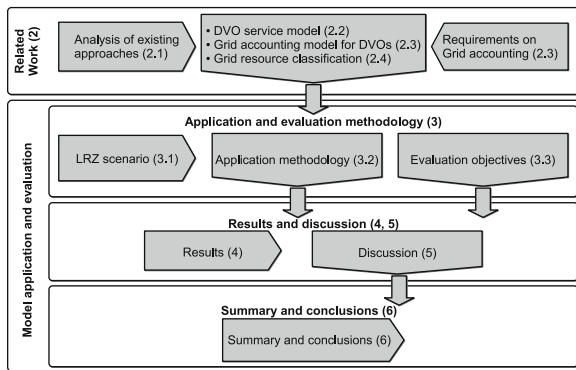 Related
Work (2)
Analysis of existing
approaches (2.1)
• DVO service model (2.2)
• Grid accounting model for DVOs (2.3)
• Grid resource classification (2.4)
Requirements on
Grid accounting (2.3)
Model application and evaluation
Application and evaluation methodology (3)
LRZ scenario (3.1)
Application methodology (3.2)
Evaluation objectives (3.3)
Results and discussion (4, 5)
Results (4)
Discussion (5)
Summary and conclusions (6)
Summary and conclusions (6)